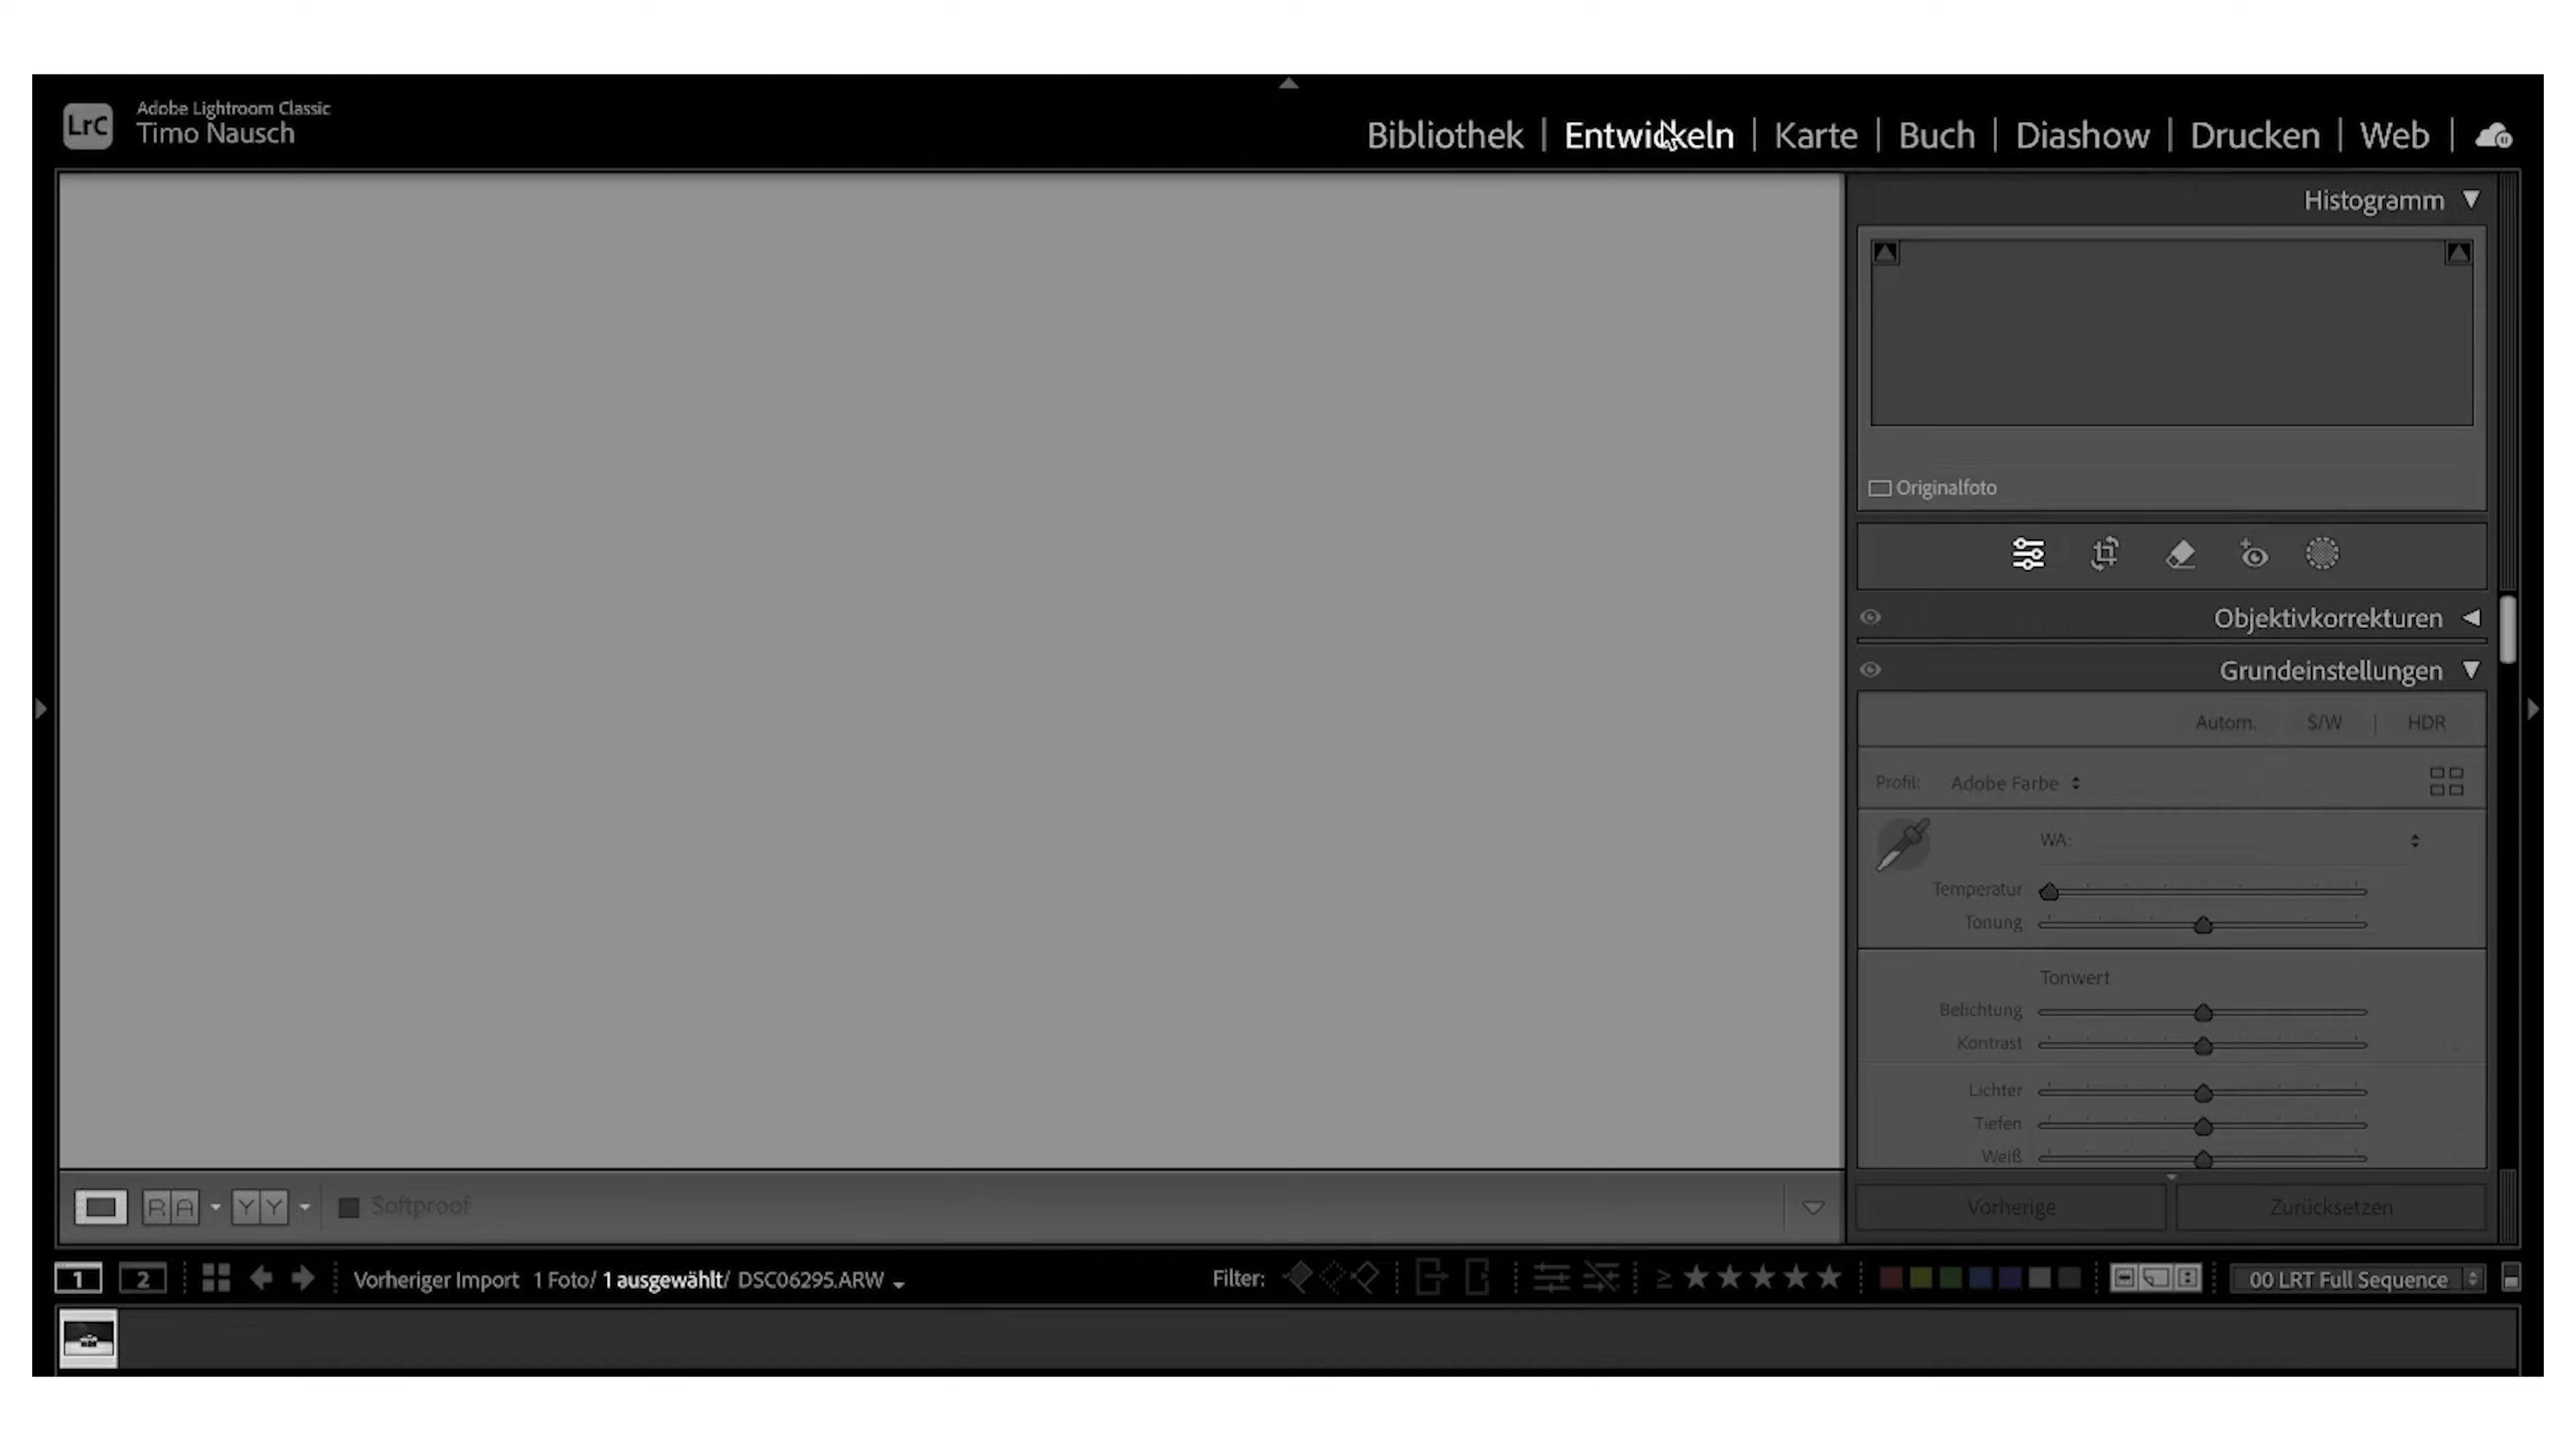 LrC
Adobe Lightroom Classic
Timo Nausch
Bibliothek | Entwickeln | Karte | Buch | Diashow | Drucken | Web |
Histogramm
Originalfoto
Objektivkorrekturen
Grundeinstellungen
Autom. S/W | HDR
Profil: Adobe Farbe
WA:
Temperatur
Tonung
Tonwert
Belichtung
Kontrast
Lichter
Tiefen
Weiß
R A Y Y Softproof
Vorherige Zurücksetzen
1 2 Vorheriger Import 1 Foto/ 1 ausgewählt/ DSC06295.ARW Filter: ≥ ★★★★★ 00 LRT Full Sequence